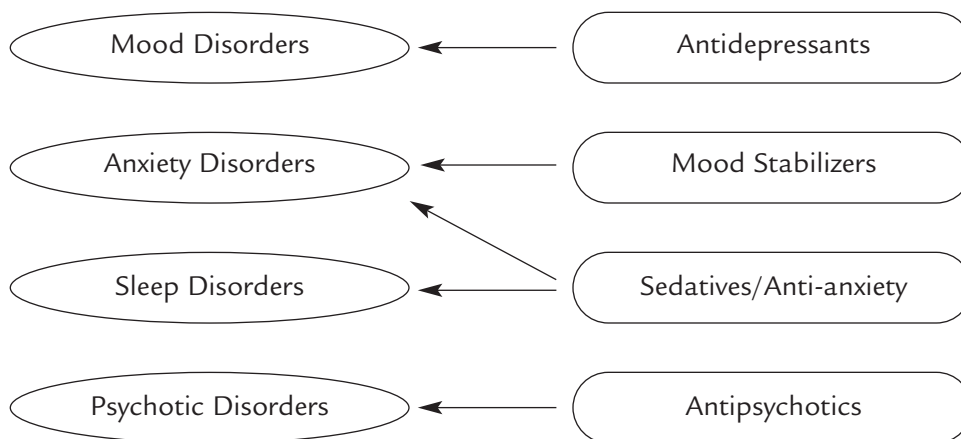 Mood Disorders
Antidepressants
Anxiety Disorders
Mood Stabilizers
Sleep Disorders
Sedatives/Anti-anxiety
Psychotic Disorders
Antipsychotics